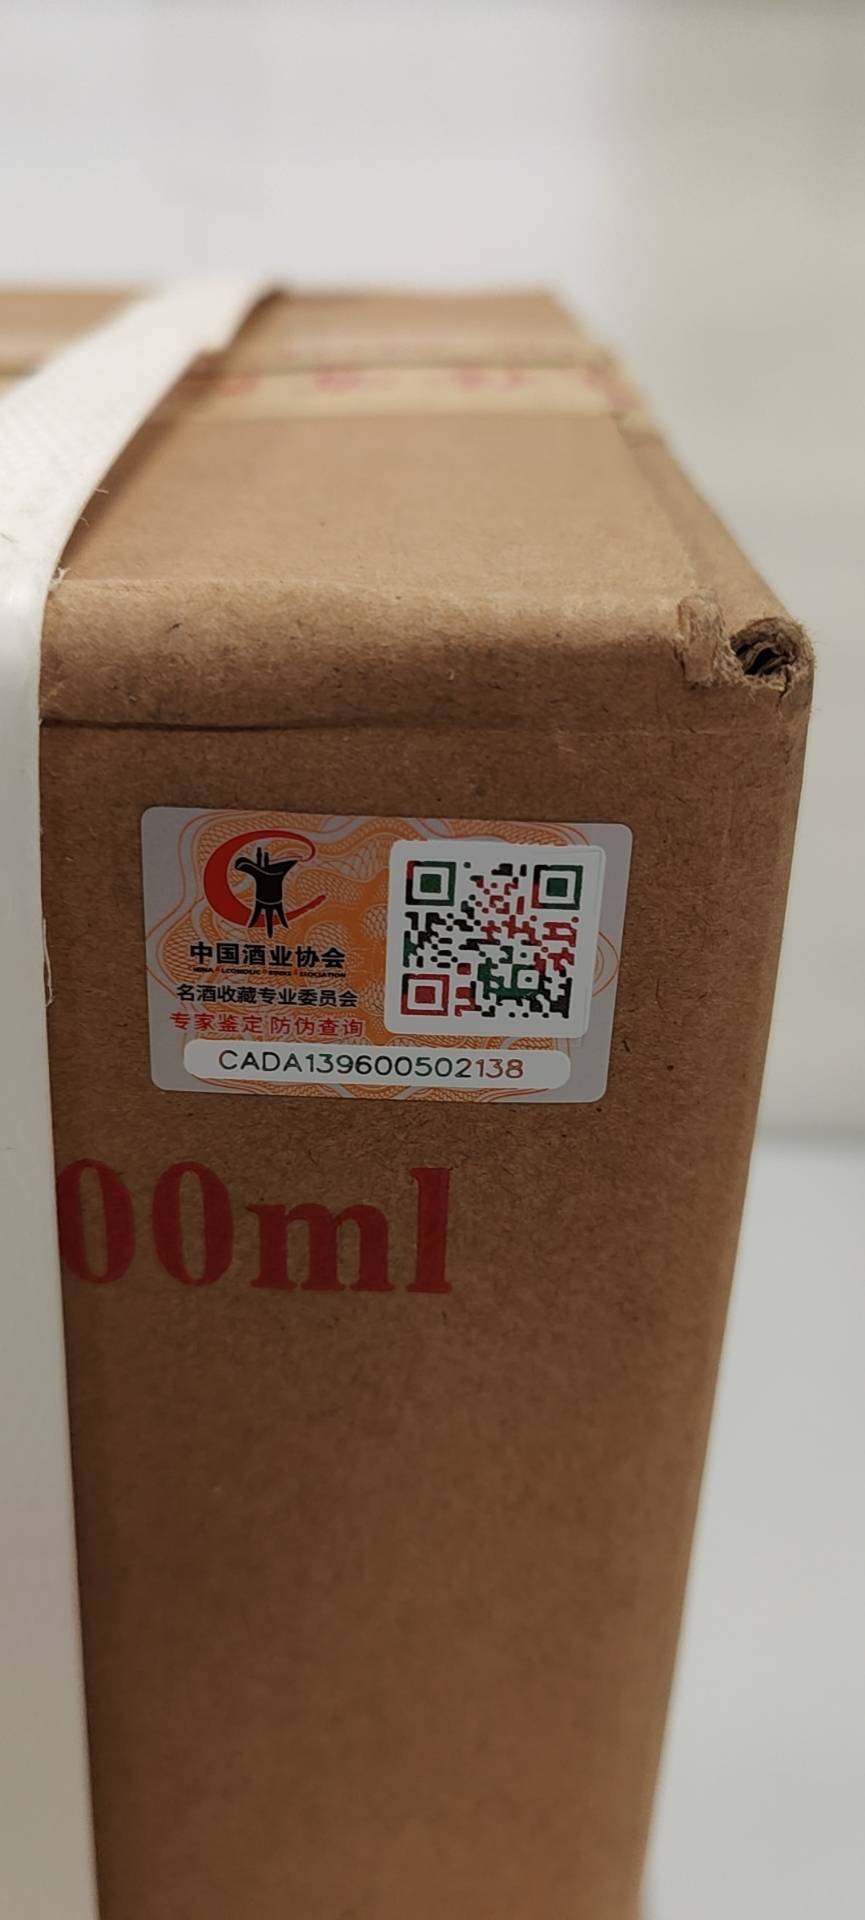 中国酒业协会
名酒收藏专业委员会
专家鉴定 防伪查询
CADA139600502138
00ml